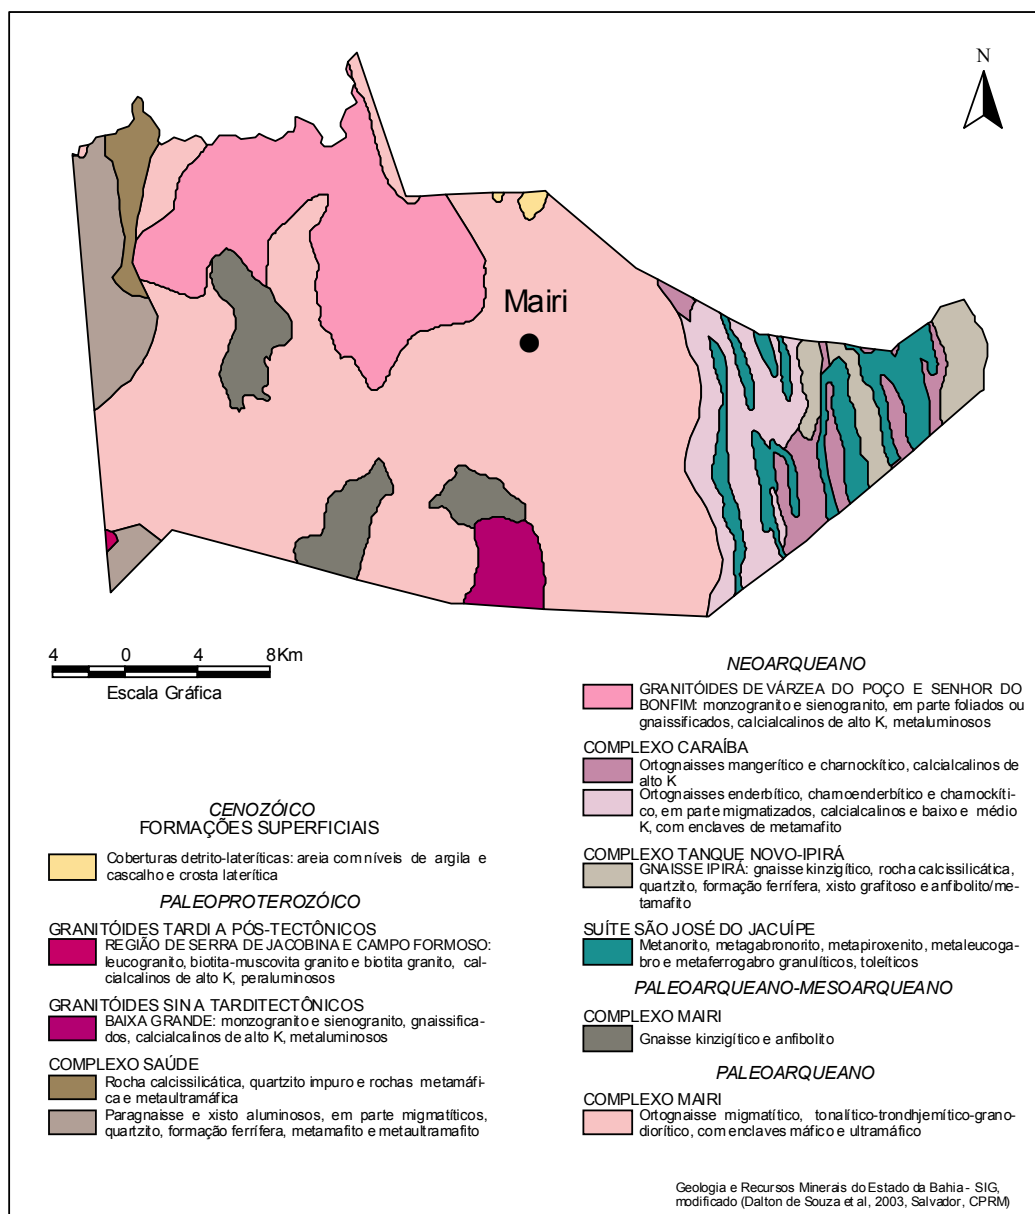 N
Mairi
4 0 4 8Km
Escala Gráfica
CENOZÓICO
FORMAÇÕES SUPERFICIAIS
Coberturas detrito-lateríticas: areia com níveis de argila e
cascalho e crosta laterítica
PALEOPROTEROZÓICO
GRANITÓIDES TARDI A PÓS-TECTÔNICOS
REGIÃO DE SERRA DE JACOBINA E CAMPO FORMOSO:
leucogranito, biotita-muscovita granito e biotita granito, cal-
cialcalinos de alto K, peraluminosos
GRANITÓIDES SIN A TARDITECTÔNICOS
BAIXA GRANDE: monzogranito e sienogranito, gnaissifica-
dos, calcialcalinos de alto K, metaluminosos
COMPLEXO SAÚDE
Rocha calcissilicática, quartzito impuro e rochas metamáfi-
ca e metaultramáfica
Paragnaisse e xisto aluminosos, em parte migmatíticos,
quartzito, formação ferrífera, metamafito e metaultramafito
NEOARQUEANO
GRANITÓIDES DE VÁRZEA DO POÇO E SENHOR DO
BONFIM: monzogranito e sienogranito, em parte foliados ou
gnaissificados, calcialcalinos de alto K, metaluminosos
COMPLEXO CARAÍBA
Ortognaisses mangerítico e charnockítico, calcialcalinos de
alto K
Ortognaisses enderbítico, charnoenderbítico e charnockíti-
co, em parte migmatizados, calcialcalinos e baixo e médio
K, com enclaves de metamafito
COMPLEXO TANQUE NOVO-IPIRÁ
GNAISSE IPIRÁ: gnaisse kinzigítico, rocha calcissilicática,
quartzito, formação ferrífera, xisto grafitoso e anfibolito/me-
tamafito
SUÍTE SÃO JOSÉ DO JACUÍPE
Metanorito, metagabronorito, metapiroxenito, metaleucoga-
bro e metaferrogabro granulíticos, toleíticos
PALEOARQUEANO-MESOARQUEANO
COMPLEXO MAIRI
Gnaisse kinzigítico e anfibolito
PALEOARQUEANO
COMPLEXO MAIRI
Ortognaisse migmatítico, tonalítico-trondhjemítico-grano-
diorítico, com enclaves máfico e ultramáfico
Geologia e Recursos Minerais do Estado da Bahia - SIG,
modificado (Dalton de Souza et al, 2003, Salvador, CPRM)